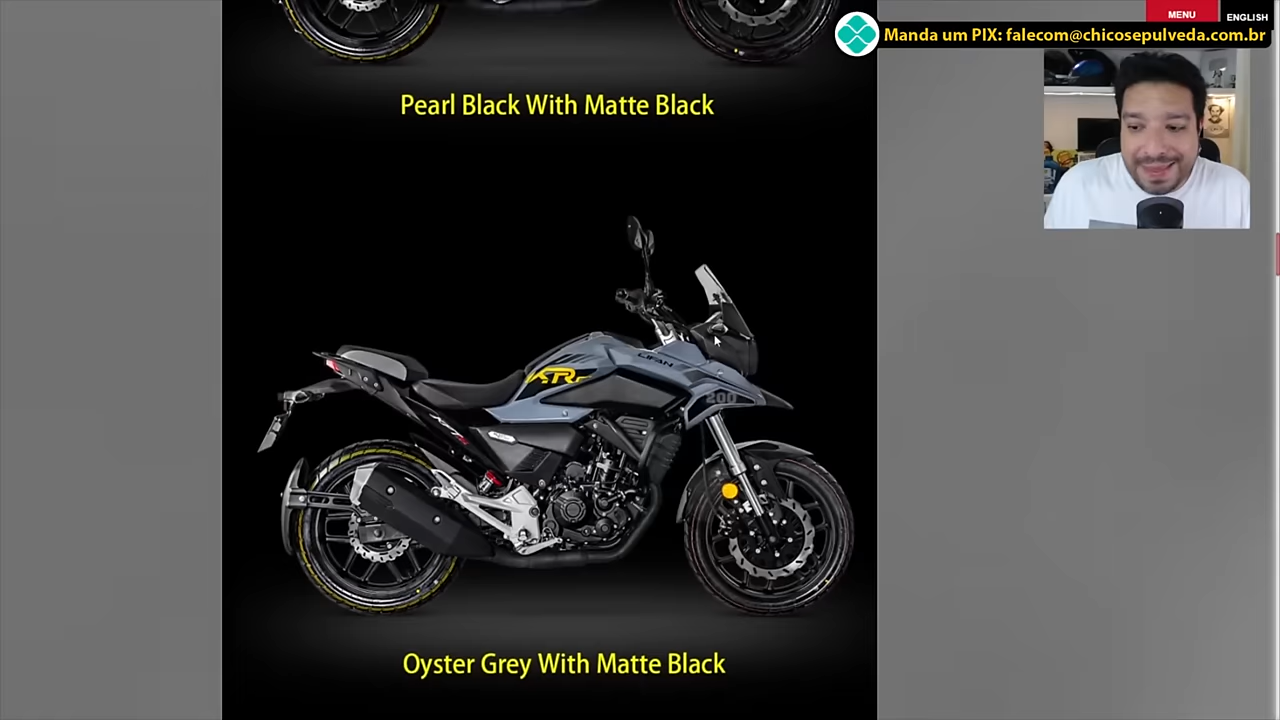 MENU
ENGLISH
Manda um PIX: falecom@chicosepulveda.com.br
Pearl Black With Matte Black
LIFAN
200
Oyster Grey With Matte Black